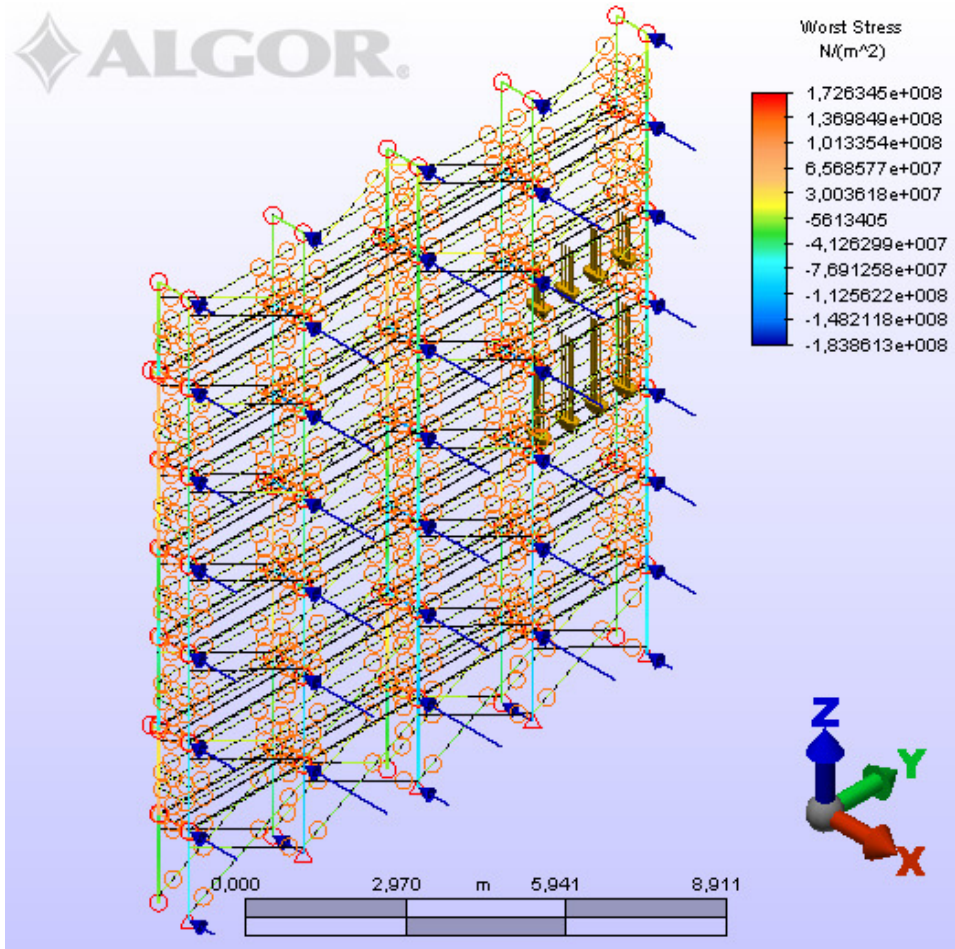 ALGOR®
Worst Stress
N/(m^2)
1,726345e+008
1,369849e+008
1,013354e+008
6,568577e+007
3,003618e+007
-5613405
-4,126299e+007
-7,691258e+007
-1,125622e+008
-1,482118e+008
-1,838613e+008
Z
Y
X
0,000 2,970 m 5,941 8,911